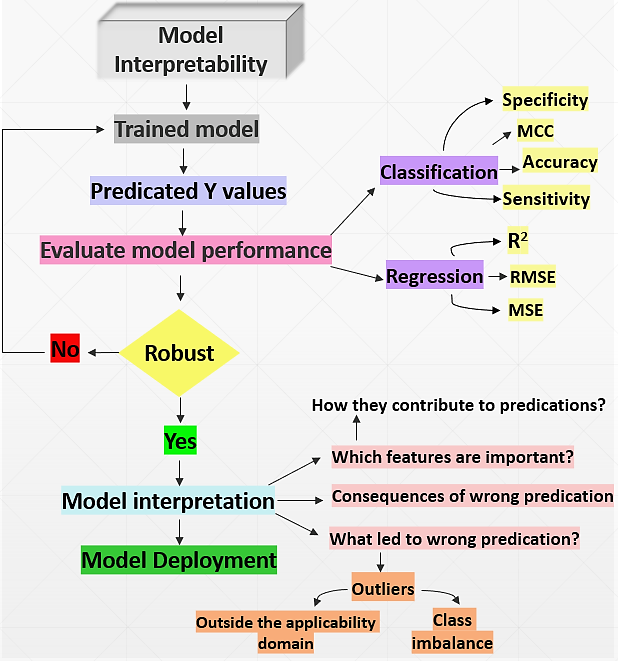 Model
Interpretability
Trained model
Predicated Y values
Evaluate model performance
Classification
Specificity
MCC
Accuracy
Sensitivity
Regression
R²
RMSE
MSE
Robust
No
Yes
Model interpretation
How they contribute to predications?
Which features are important?
Consequences of wrong predication
What led to wrong predication?
Model Deployment
Outliers
Outside the applicability
domain
Class
imbalance